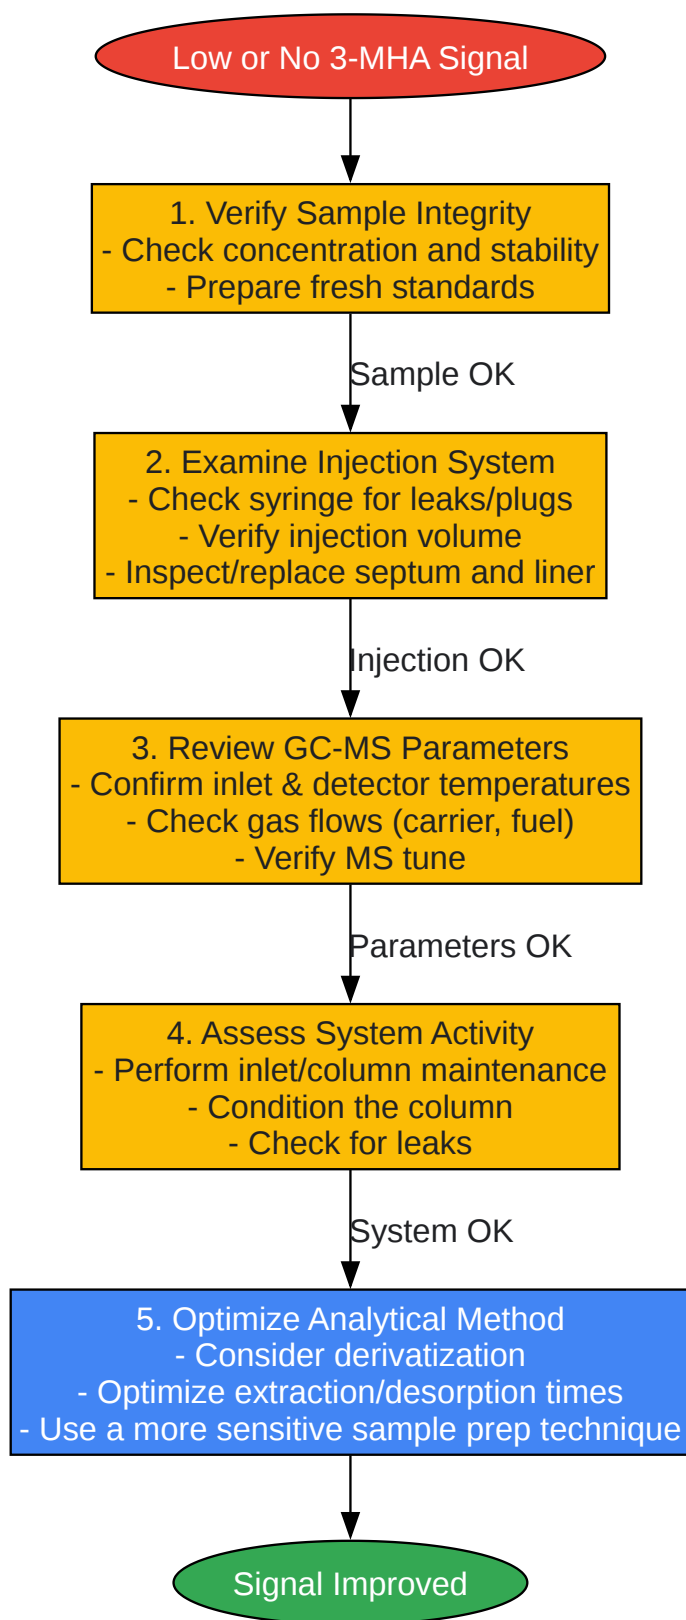 Low or No 3-MHA Signal
1. Verify Sample Integrity
- Check concentration and stability
- Prepare fresh standards
Sample OK
2. Examine Injection System
- Check syringe for leaks/plugs
- Verify injection volume
- Inspect/replace septum and liner
Injection OK
3. Review GC-MS Parameters
- Confirm inlet & detector temperatures
- Check gas flows (carrier, fuel)
- Verify MS tune
Parameters OK
4. Assess System Activity
- Perform inlet/column maintenance
- Condition the column
- Check for leaks
System OK
5. Optimize Analytical Method
- Consider derivatization
- Optimize extraction/desorption times
- Use a more sensitive sample prep technique
Signal Improved